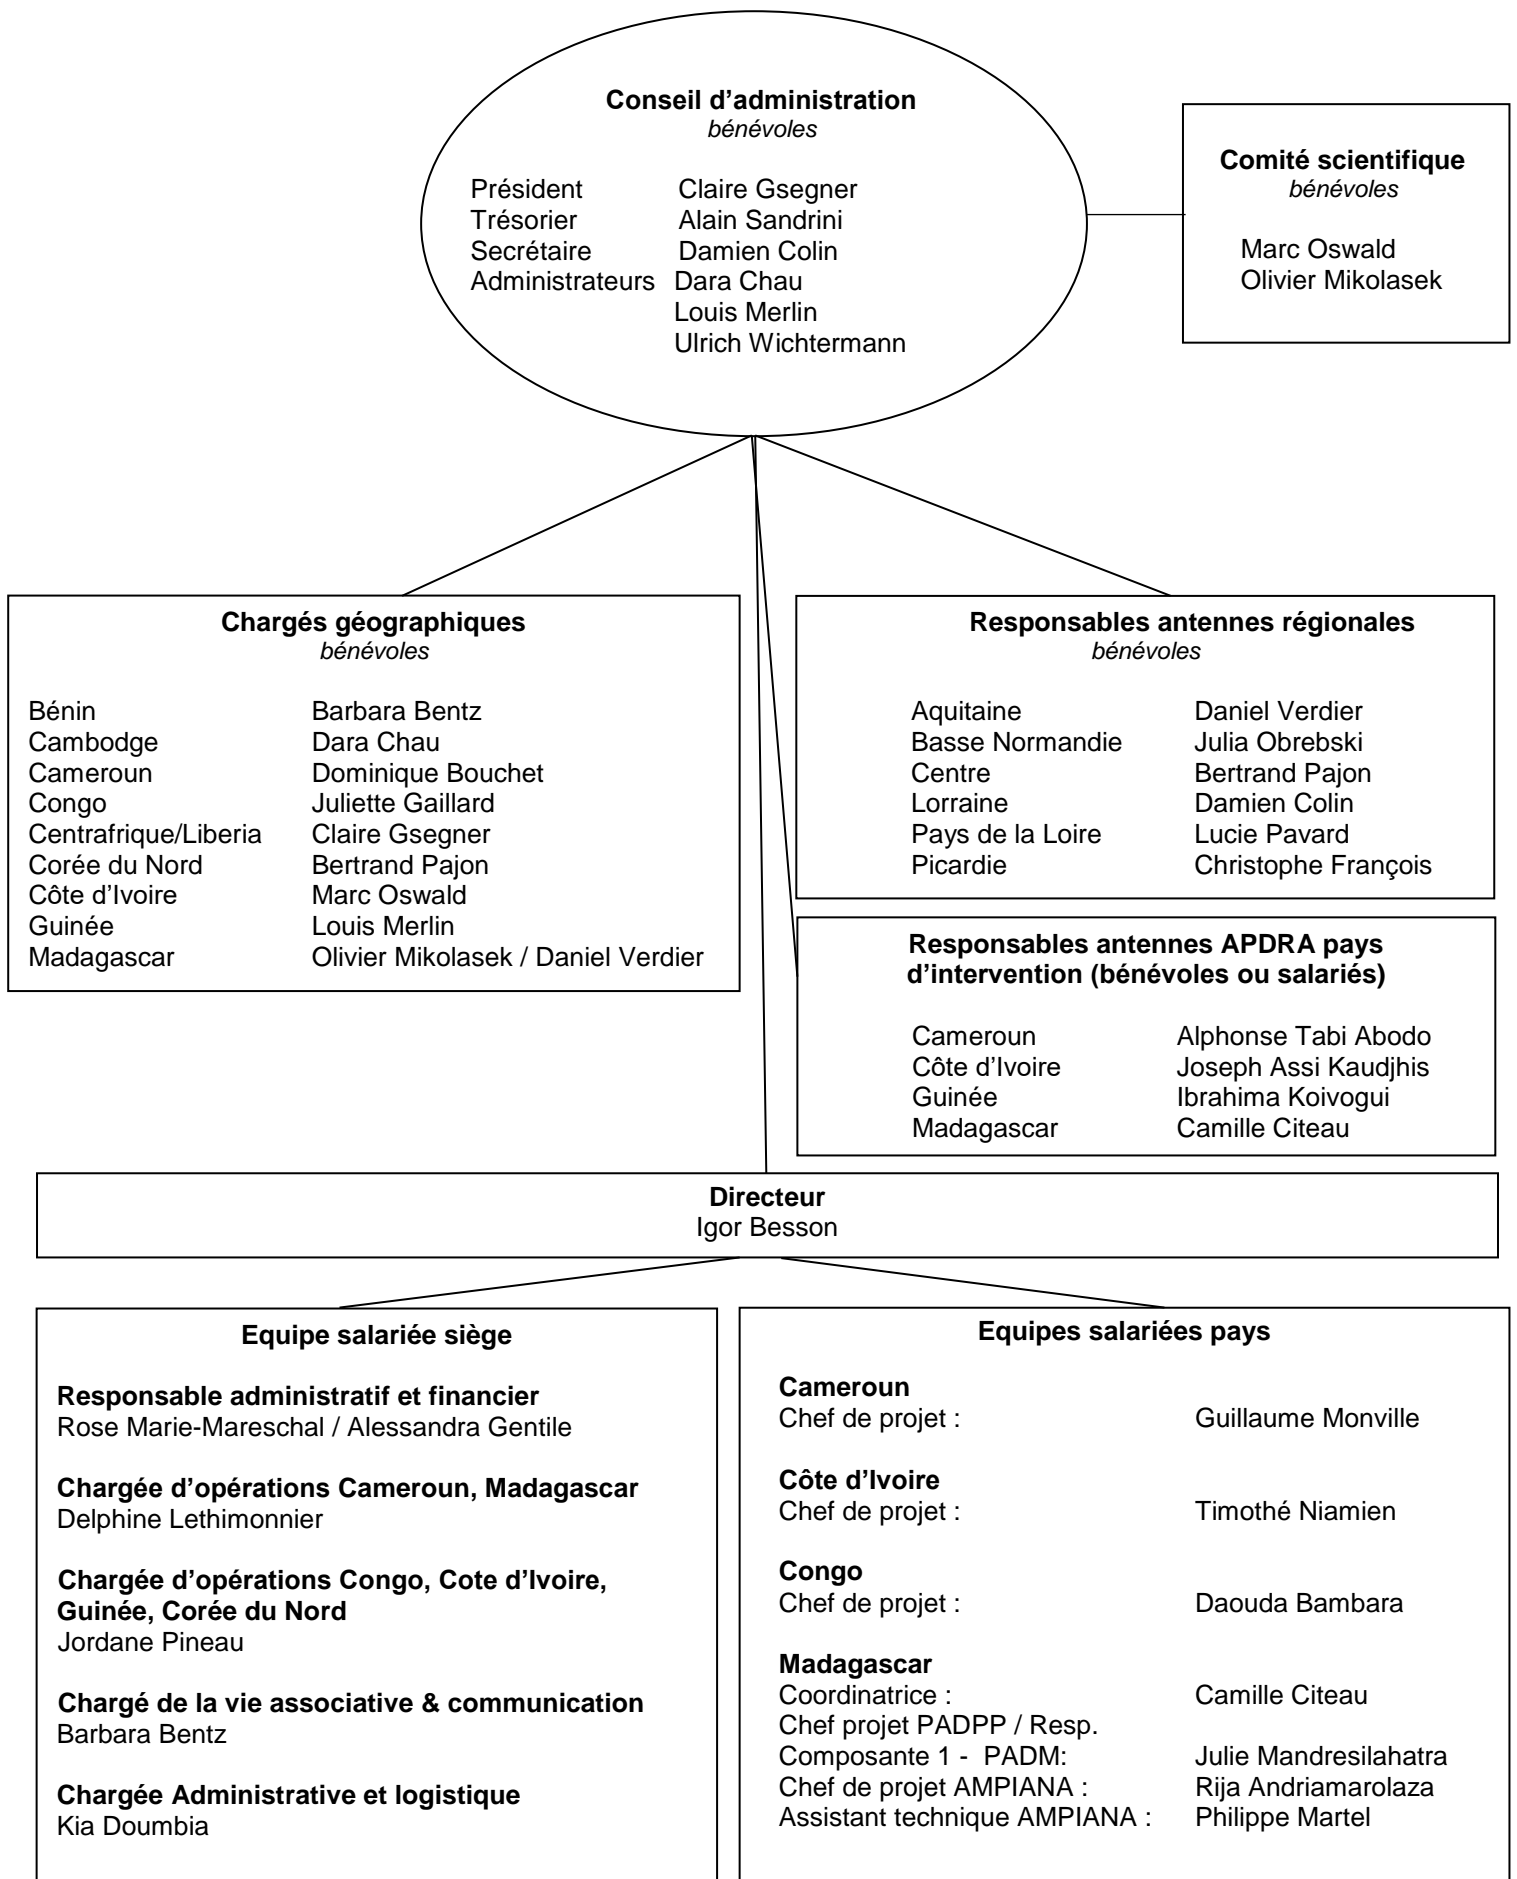 Conseil d’administration
bénévoles
Président Claire Gsegner
Trésorier Alain Sandrini
Secrétaire Damien Colin
Administrateurs Dara Chau
Louis Merlin
Ulrich Wichtermann
Comité scientifique
bénévoles
Marc Oswald
Olivier Mikolasek
Chargés géographiques
bénévoles
Bénin Barbara Bentz
Cambodge Dara Chau
Cameroun Dominique Bouchet
Congo Juliette Gaillard
Centrafrique/Liberia Claire Gsegner
Corée du Nord Bertrand Pajon
Côte d’Ivoire Marc Oswald
Guinée Louis Merlin
Madagascar Olivier Mikolasek / Daniel Verdier
Responsables antennes régionales
bénévoles
Aquitaine Daniel Verdier
Basse Normandie Julia Obrebski
Centre Bertrand Pajon
Lorraine Damien Colin
Pays de la Loire Lucie Pavard
Picardie Christophe François
Responsables antennes APDRA pays
d’intervention (bénévoles ou salariés)
Cameroun Alphonse Tabi Abodo
Côte d’Ivoire Joseph Assi Kaudjhis
Guinée Ibrahima Koivogui
Madagascar Camille Citeau
Directeur
Igor Besson
Equipe salariée siège
Responsable administratif et financier
Rose Marie-Mareschal / Alessandra Gentile
Chargée d’opérations Cameroun, Madagascar
Delphine Lethimonnier
Chargée d’opérations Congo, Cote d’Ivoire,
Guinée, Corée du Nord
Jordane Pineau
Chargé de la vie associative & communication
Barbara Bentz
Chargée Administrative et logistique
Kia Doumbia
Equipes salariées pays
Cameroun
Chef de projet : Guillaume Monville
Côte d’Ivoire
Chef de projet : Timothé Niamien
Congo
Chef de projet : Daouda Bambara
Madagascar
Coordinatrice : Camille Citeau
Chef projet PADPP / Resp.
Composante 1 - PADM: Julie Mandresilahatra
Chef de projet AMPIANA : Rija Andriamarolaza
Assistant technique AMPIANA : Philippe Martel